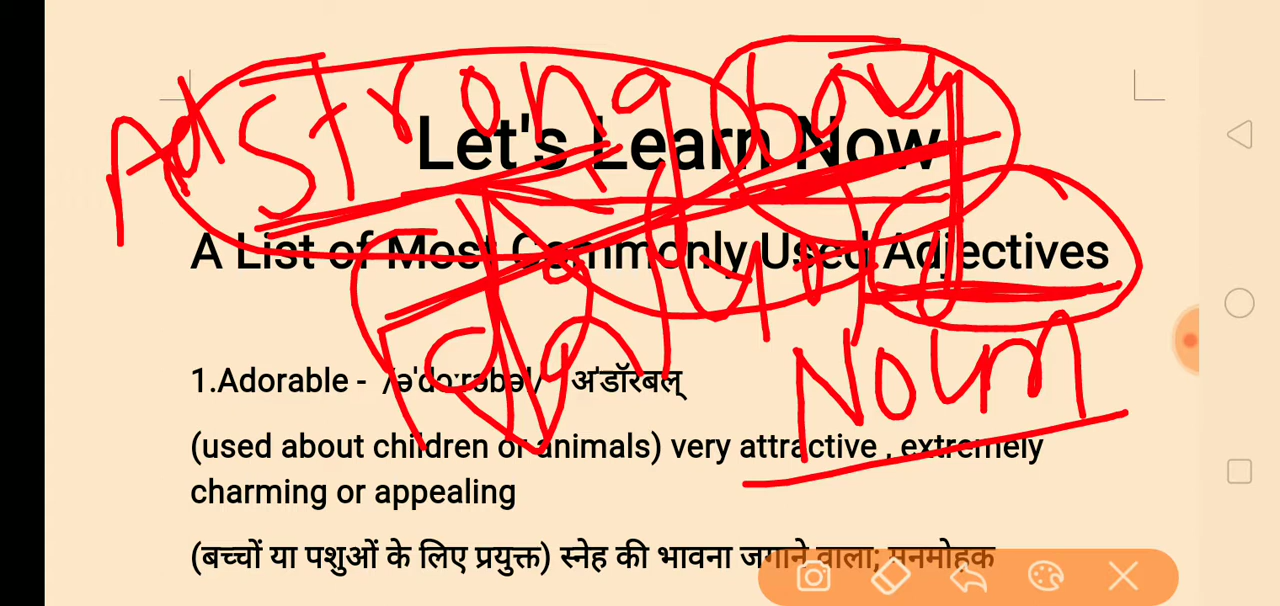 Adj strong boy
Let's Learn Now
A List of Most Commonly Used Adjectives
Noun
1.Adorable - /ə'dɔːrəbəl/ अ'डॉरबल्
(used about children or animals) very attractive , extremely
charming or appealing
(बच्चों या पशुओं के लिए प्रयुक्त) स्नेह की भावना जगाने वाला; मनमोहक